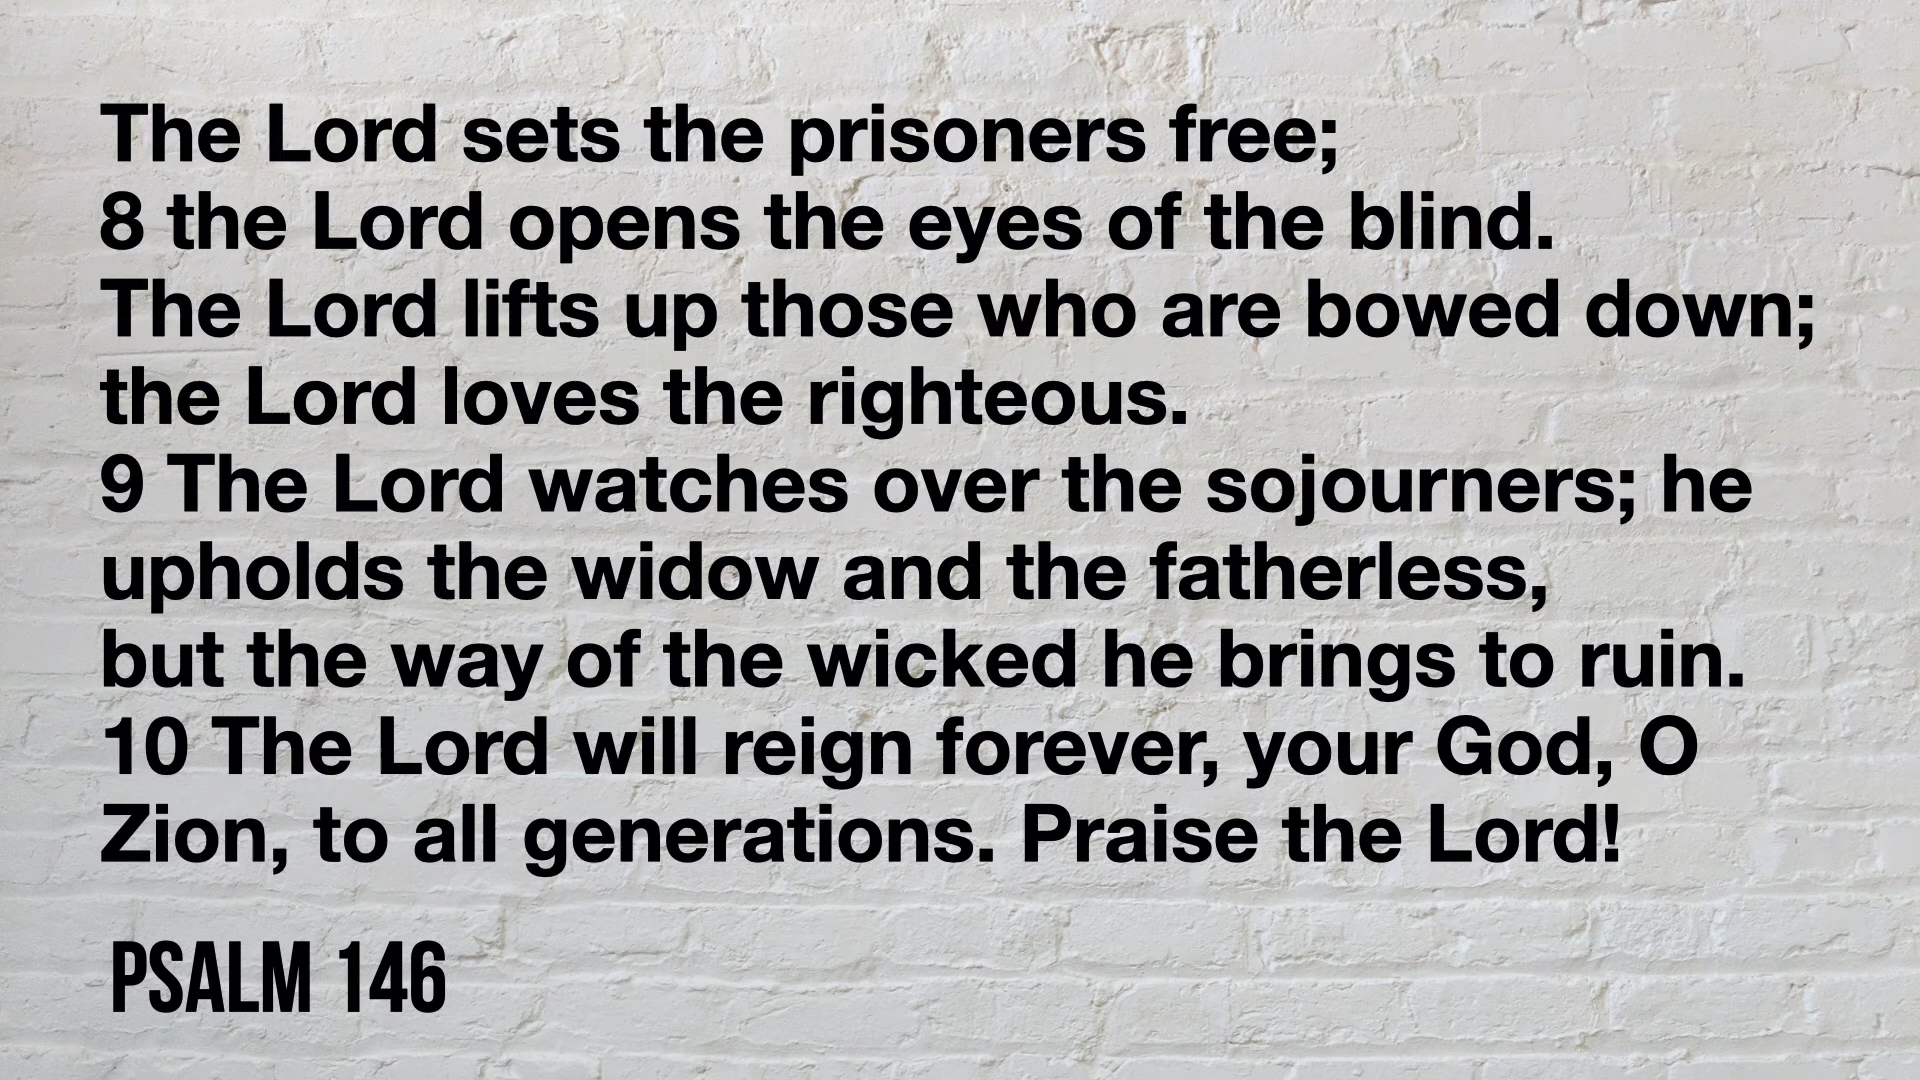 The Lord sets the prisoners free;
8 the Lord opens the eyes of the blind.
The Lord lifts up those who are bowed down;
the Lord loves the righteous.
9 The Lord watches over the sojourners; he
upholds the widow and the fatherless,
but the way of the wicked he brings to ruin.
10 The Lord will reign forever, your God, O
Zion, to all generations. Praise the Lord!
PSALM 146